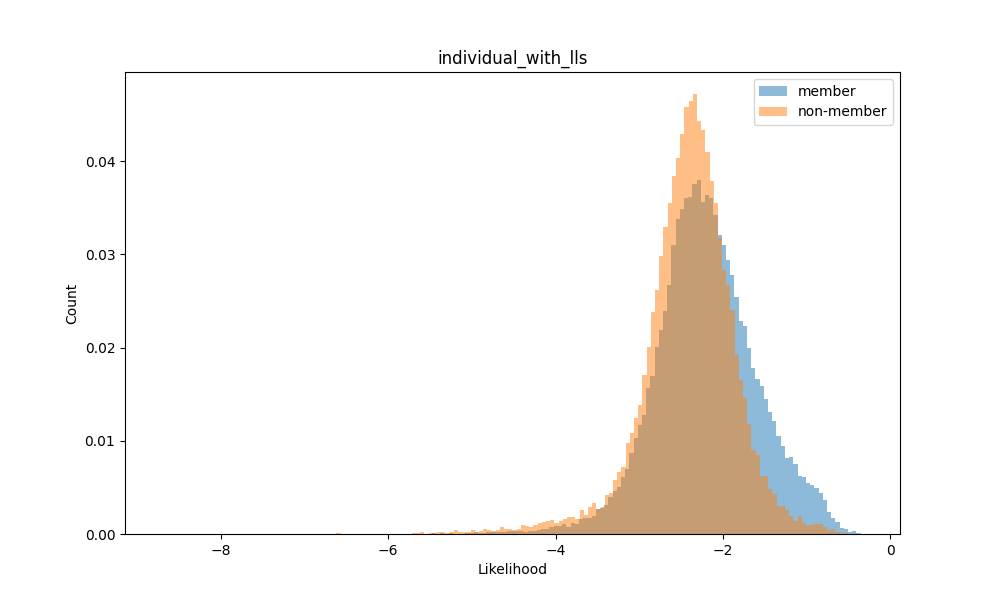 individual_with_lls
member
non-member
0.04
0.03
0.02
0.01
0.00
Count
−8
−6
−4
−2
0
Likelihood